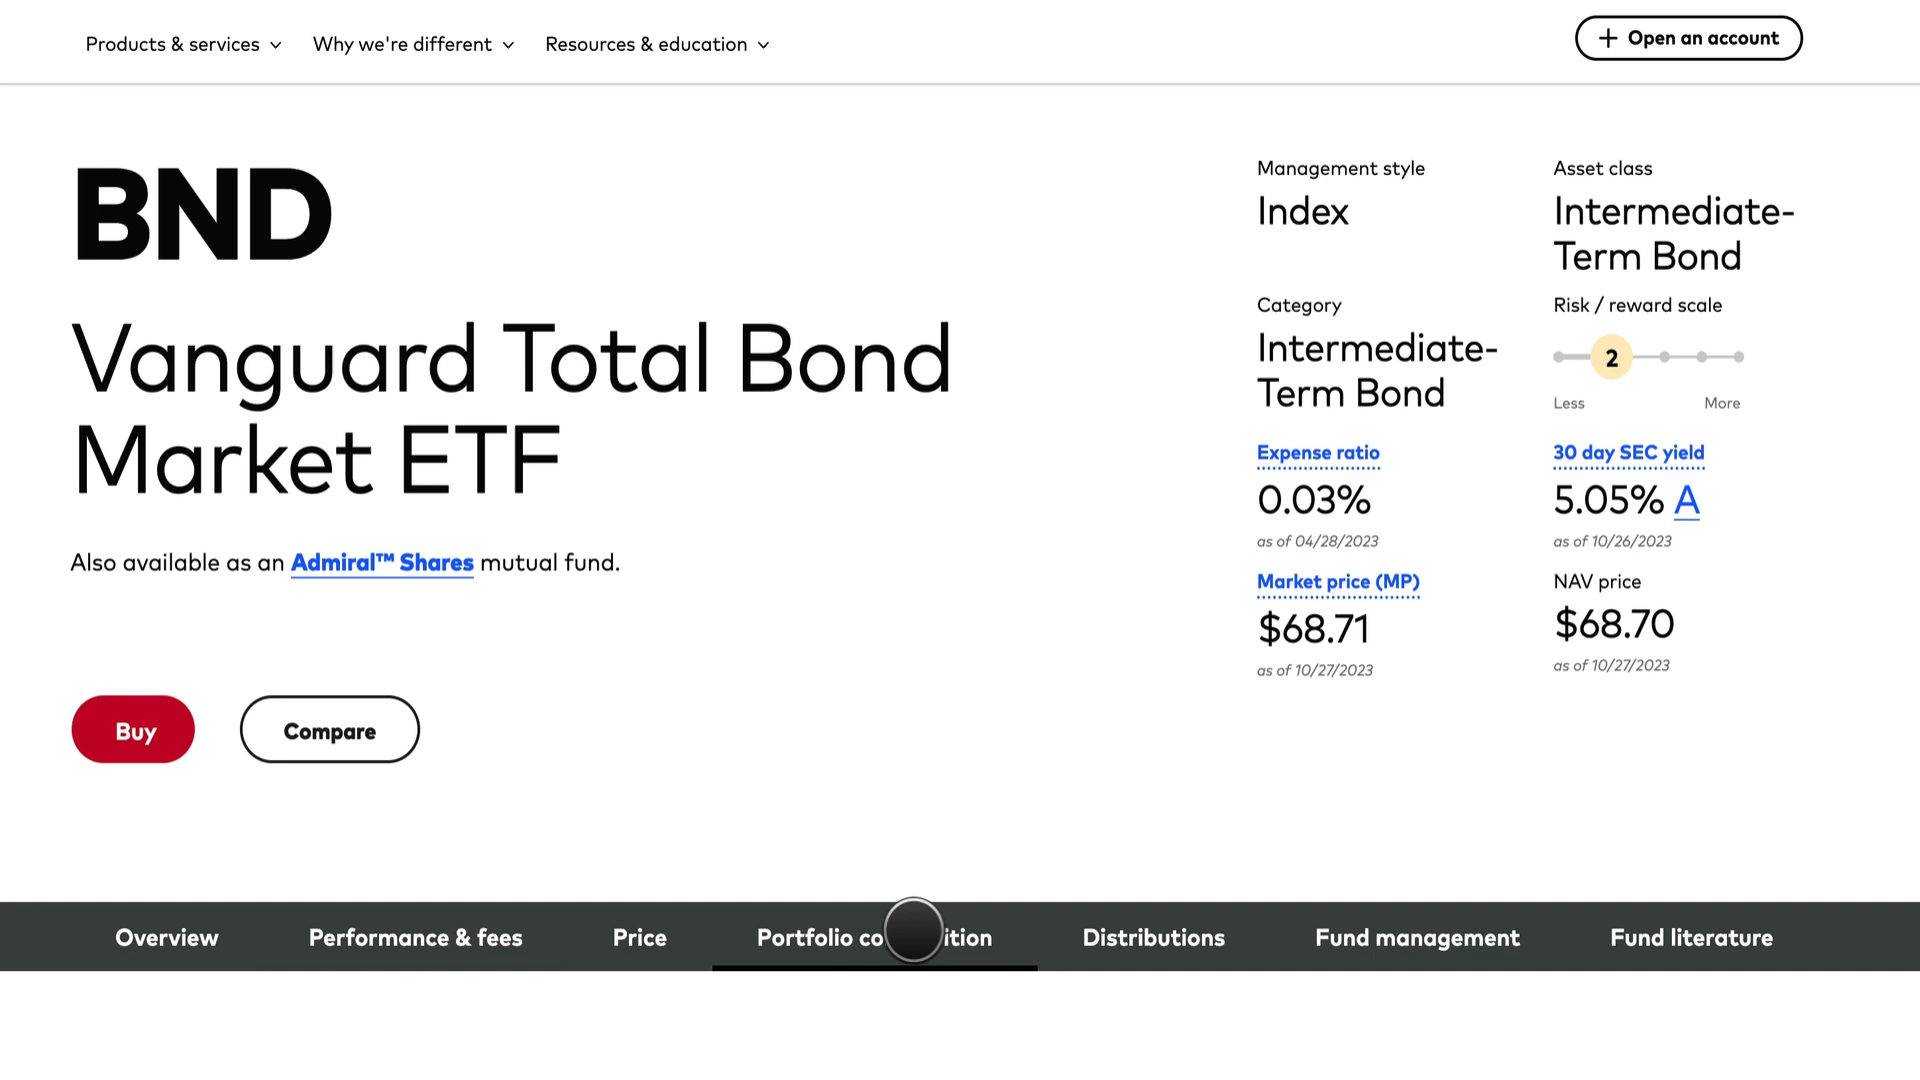 Products & services
Why we're different
Resources & education
Open an account
BND
Vanguard Total Bond
Market ETF
Also available as an Admiral™ Shares mutual fund.
Buy
Compare
Management style
Index
Asset class
Intermediate-
Term Bond
Category
Intermediate-
Term Bond
Risk / reward scale
2
Less
More
Expense ratio
0.03%
as of 04/28/2023
30 day SEC yield
5.05% A
as of 10/26/2023
Market price (MP)
$68.71
as of 10/27/2023
NAV price
$68.70
as of 10/27/2023
Overview
Performance & fees
Price
Portfolio
Distributions
Fund management
Fund literature